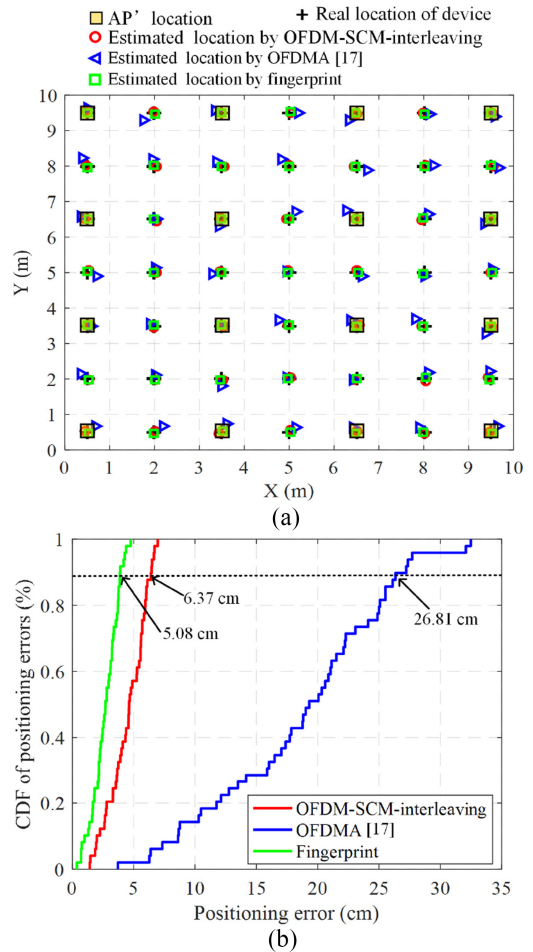 AP’ location
Real location of device
Estimated location by OFDM-SCM-interleaving
Estimated location by OFDMA [17]
Estimated location by fingerprint
10
9
8
7
6
5
4
3
2
1
0
Y (m)
0 1 2 3 4 5 6 7 8 9 10
X (m)
(a)
1
0.8
0.6
0.4
0.2
0
CDF of positioning errors (%)
6.37 cm
5.08 cm
26.81 cm
OFDM-SCM-interleaving
OFDMA [17]
Fingerprint
0 5 10 15 20 25 30 35
Positioning error (cm)
(b)